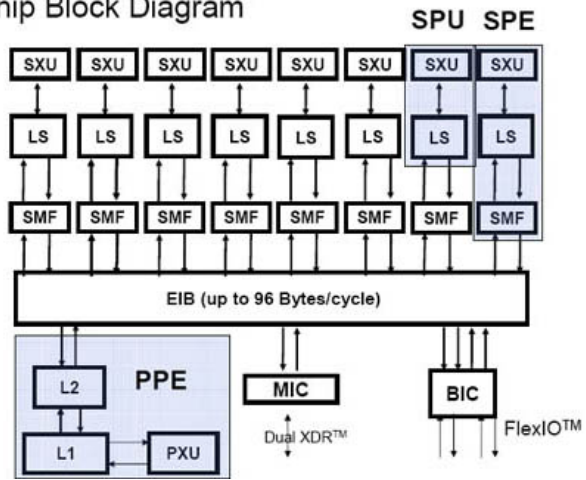 hip Block Diagram
SPU SPE
SXU SXU SXU SXU SXU SXU SXU SXU
LS LS LS LS LS LS LS LS
SMF SMF SMF SMF SMF SMF SMF SMF
EIB (up to 96 Bytes/cycle)
L2 PPE MIC BIC
Dual XDR™ FlexIO™
L1 PXU